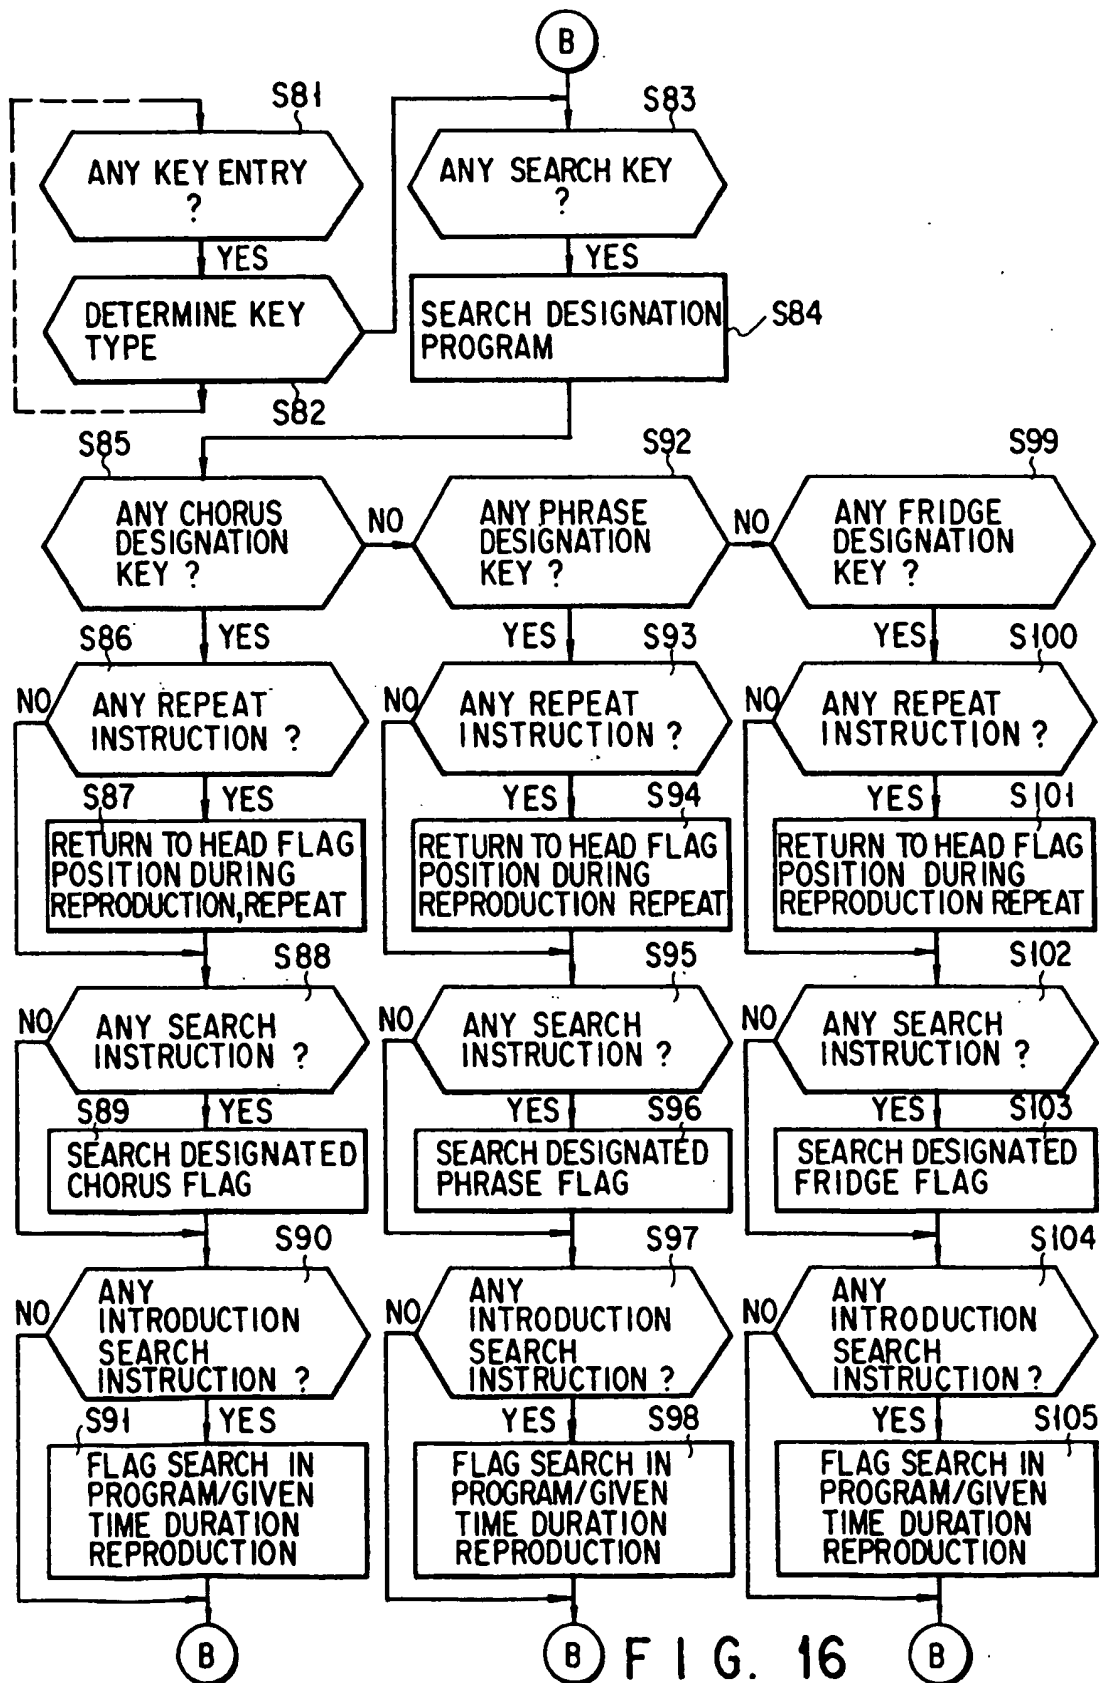 B
S81
ANY KEY ENTRY
?
YES
DETERMINE KEY
TYPE
S82
S83
ANY SEARCH KEY
?
YES
SEARCH DESIGNATION
PROGRAM
S84
S85
ANY CHORUS
DESIGNATION
KEY ?
NO
YES
S86
NO
ANY REPEAT
INSTRUCTION ?
YES
S87
RETURN TO HEAD FLAG
POSITION DURING
REPRODUCTION, REPEAT
S88
NO
ANY SEARCH
INSTRUCTION ?
YES
S89
SEARCH DESIGNATED
CHORUS FLAG
S90
NO
ANY
INTRODUCTION
SEARCH
INSTRUCTION ?
YES
S91
FLAG SEARCH IN
PROGRAM/GIVEN
TIME DURATION
REPRODUCTION
B
S92
ANY PHRASE
DESIGNATION
KEY ?
NO
YES
S93
NO
ANY REPEAT
INSTRUCTION ?
YES
S94
RETURN TO HEAD FLAG
POSITION DURING
REPRODUCTION REPEAT
S95
NO
ANY SEARCH
INSTRUCTION ?
YES
S96
SEARCH DESIGNATED
PHRASE FLAG
S97
NO
ANY
INTRODUCTION
SEARCH
INSTRUCTION ?
YES
S98
FLAG SEARCH IN
PROGRAM/GIVEN
TIME DURATION
REPRODUCTION
B
S99
ANY FRIDGE
DESIGNATION
KEY ?
YES
S100
NO
ANY REPEAT
INSTRUCTION ?
YES
S101
RETURN TO HEAD FLAG
POSITION DURING
REPRODUCTION REPEAT
S102
NO
ANY SEARCH
INSTRUCTION ?
YES
S103
SEARCH DESIGNATED
FRIDGE FLAG
S104
NO
ANY
INTRODUCTION
SEARCH
INSTRUCTION ?
YES
S105
FLAG SEARCH IN
PROGRAM/GIVEN
TIME DURATION
REPRODUCTION
B
FIG. 16